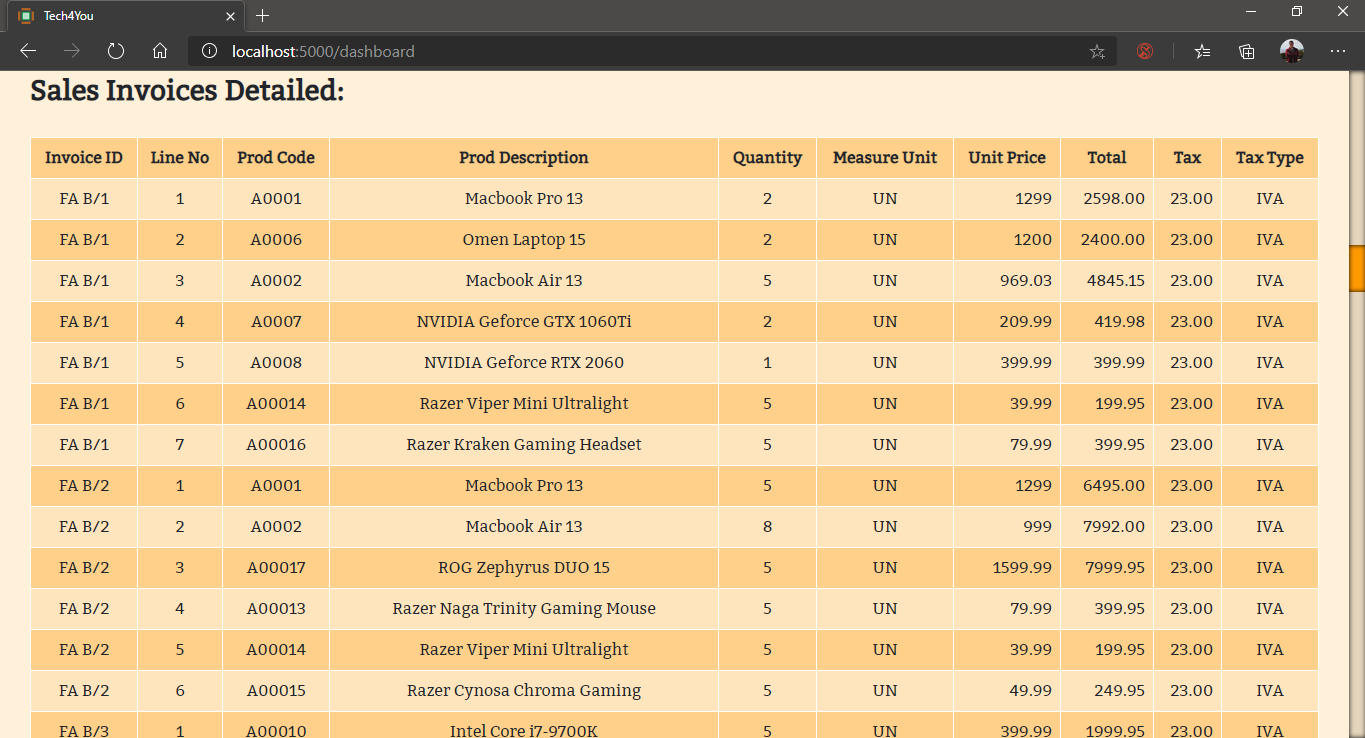 Tech4You
localhost:5000/dashboard
Sales Invoices Detailed:
Invoice ID Line No Prod Code Prod Description Quantity Measure Unit Unit Price Total Tax Tax Type
FA B/1 1 A0001 Macbook Pro 13 2 UN 1299 2598.00 23.00 IVA
FA B/1 2 A0006 Omen Laptop 15 2 UN 1200 2400.00 23.00 IVA
FA B/1 3 A0002 Macbook Air 13 5 UN 969.03 4845.15 23.00 IVA
FA B/1 4 A0007 NVIDIA Geforce GTX 1060Ti 2 UN 209.99 419.98 23.00 IVA
FA B/1 5 A0008 NVIDIA Geforce RTX 2060 1 UN 399.99 399.99 23.00 IVA
FA B/1 6 A00014 Razer Viper Mini Ultralight 5 UN 39.99 199.95 23.00 IVA
FA B/1 7 A00016 Razer Kraken Gaming Headset 5 UN 79.99 399.95 23.00 IVA
FA B/2 1 A0001 Macbook Pro 13 5 UN 1299 6495.00 23.00 IVA
FA B/2 2 A0002 Macbook Air 13 8 UN 999 7992.00 23.00 IVA
FA B/2 3 A00017 ROG Zephyrus DUO 15 5 UN 1599.99 7999.95 23.00 IVA
FA B/2 4 A00013 Razer Naga Trinity Gaming Mouse 5 UN 79.99 399.95 23.00 IVA
FA B/2 5 A00014 Razer Viper Mini Ultralight 5 UN 39.99 199.95 23.00 IVA
FA B/2 6 A00015 Razer Cynosa Chroma Gaming 5 UN 49.99 249.95 23.00 IVA
FA B/3 1 A00010 Intel Core i7-9700K 5 UN 399.99 1999.95 23.00 IVA